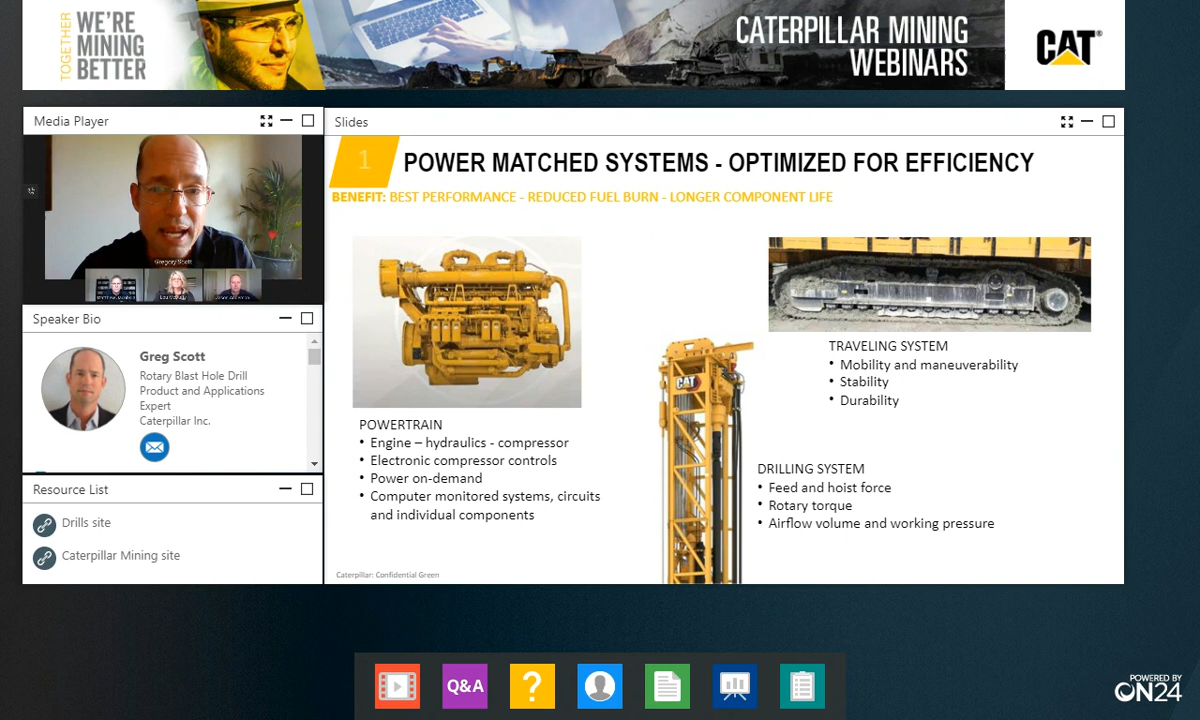 TOGETHER
WE'RE
MINING
BETTER
CATERPILLAR MINING
WEBINARS
CAT®
Media Player
Gregory Scott
Speaker Bio
Greg Scott
Rotary Blast Hole Drill
Product and Applications
Expert
Caterpillar Inc.
Resource List
Drills site
Caterpillar Mining site
Slides
1
POWER MATCHED SYSTEMS - OPTIMIZED FOR EFFICIENCY
BENEFIT: BEST PERFORMANCE - REDUCED FUEL BURN - LONGER COMPONENT LIFE
POWERTRAIN
• Engine – hydraulics - compressor
• Electronic compressor controls
• Power on-demand
• Computer monitored systems, circuits
and individual components
CAT
TRAVELING SYSTEM
• Mobility and maneuverability
• Stability
• Durability
DRILLING SYSTEM
• Feed and hoist force
• Rotary torque
• Airflow volume and working pressure
Caterpillar: Confidential Green
Q&A
?
POWERED BY
ON24